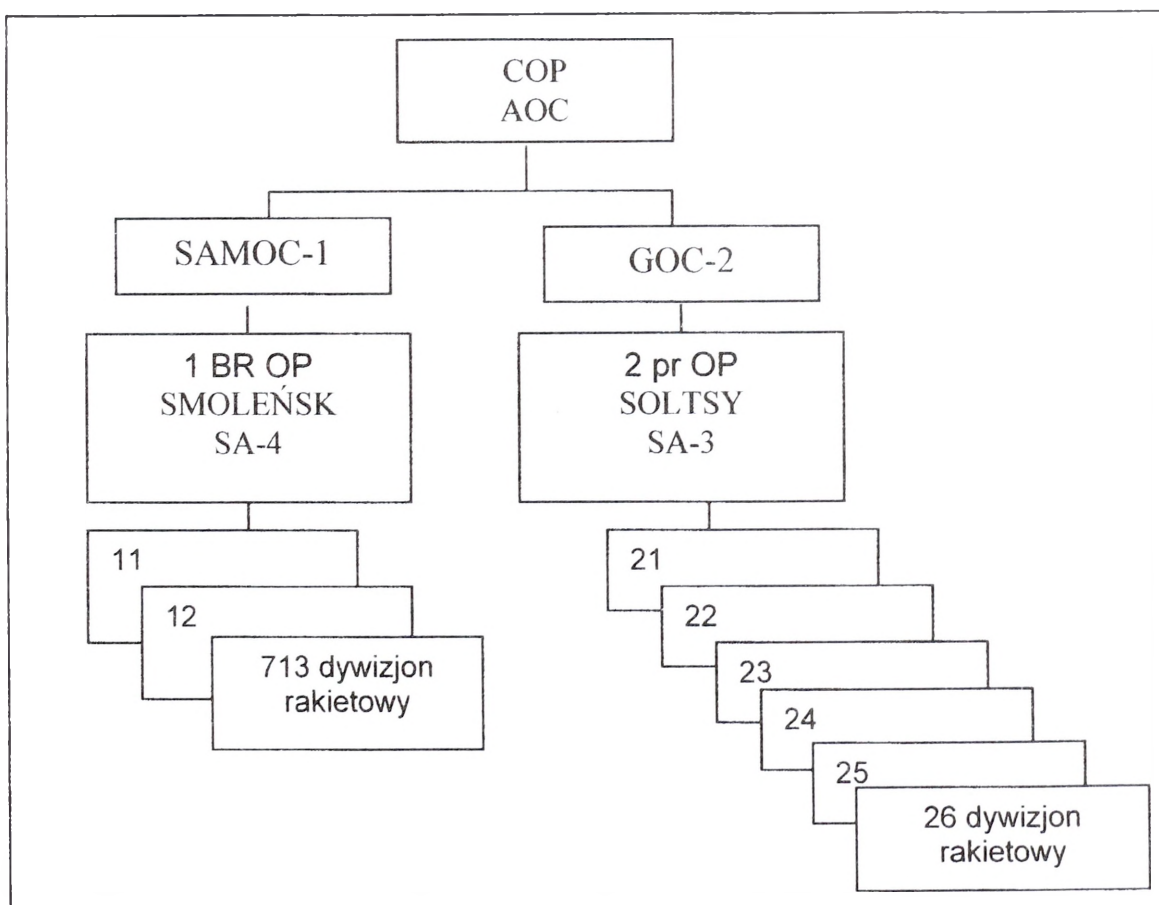 COP
AOC
SAMOC-1
GOC-2
1 BR OP
SMOLEŃSK
SA-4
2 pr OP
SOLTSY
SA-3
11
12
713 dywizjon
rakietowy
21
22
23
24
25
26 dywizjon
rakietowy